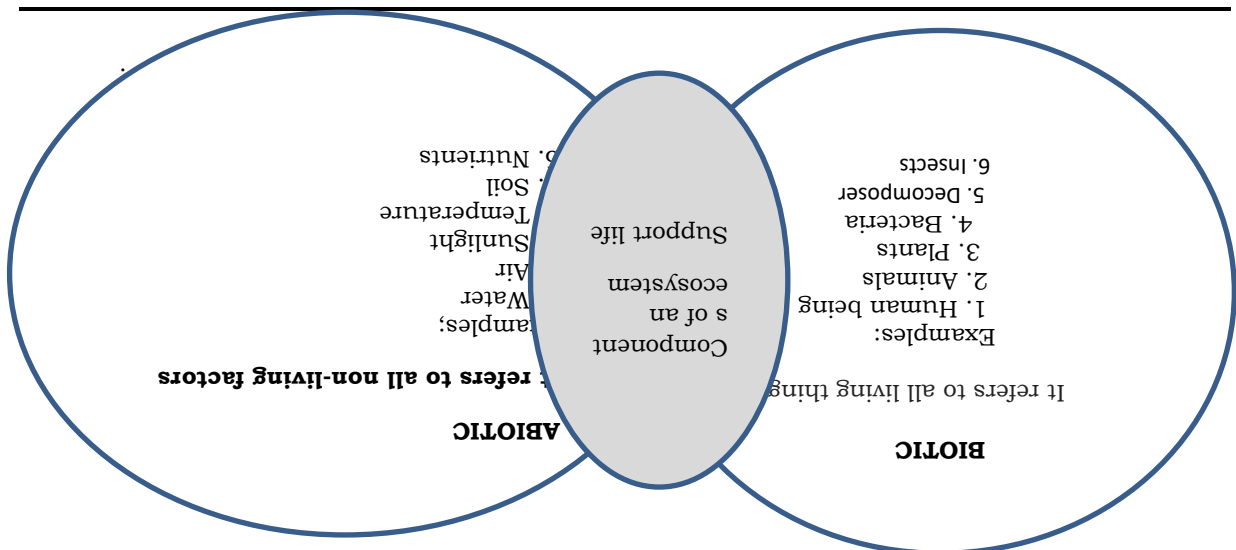 BIOTIC
It refers to all living thing
Examples:
1. Human being
2. Animals
3. Plants
4. Bacteria
5. Decomposer
6. Insects
Component
s of an
ecosystem
Support life
ABIOTIC
refers to all non-living factors
amples;
Water
Air
Sunlight
Temperature
. Soil
. Nutrients